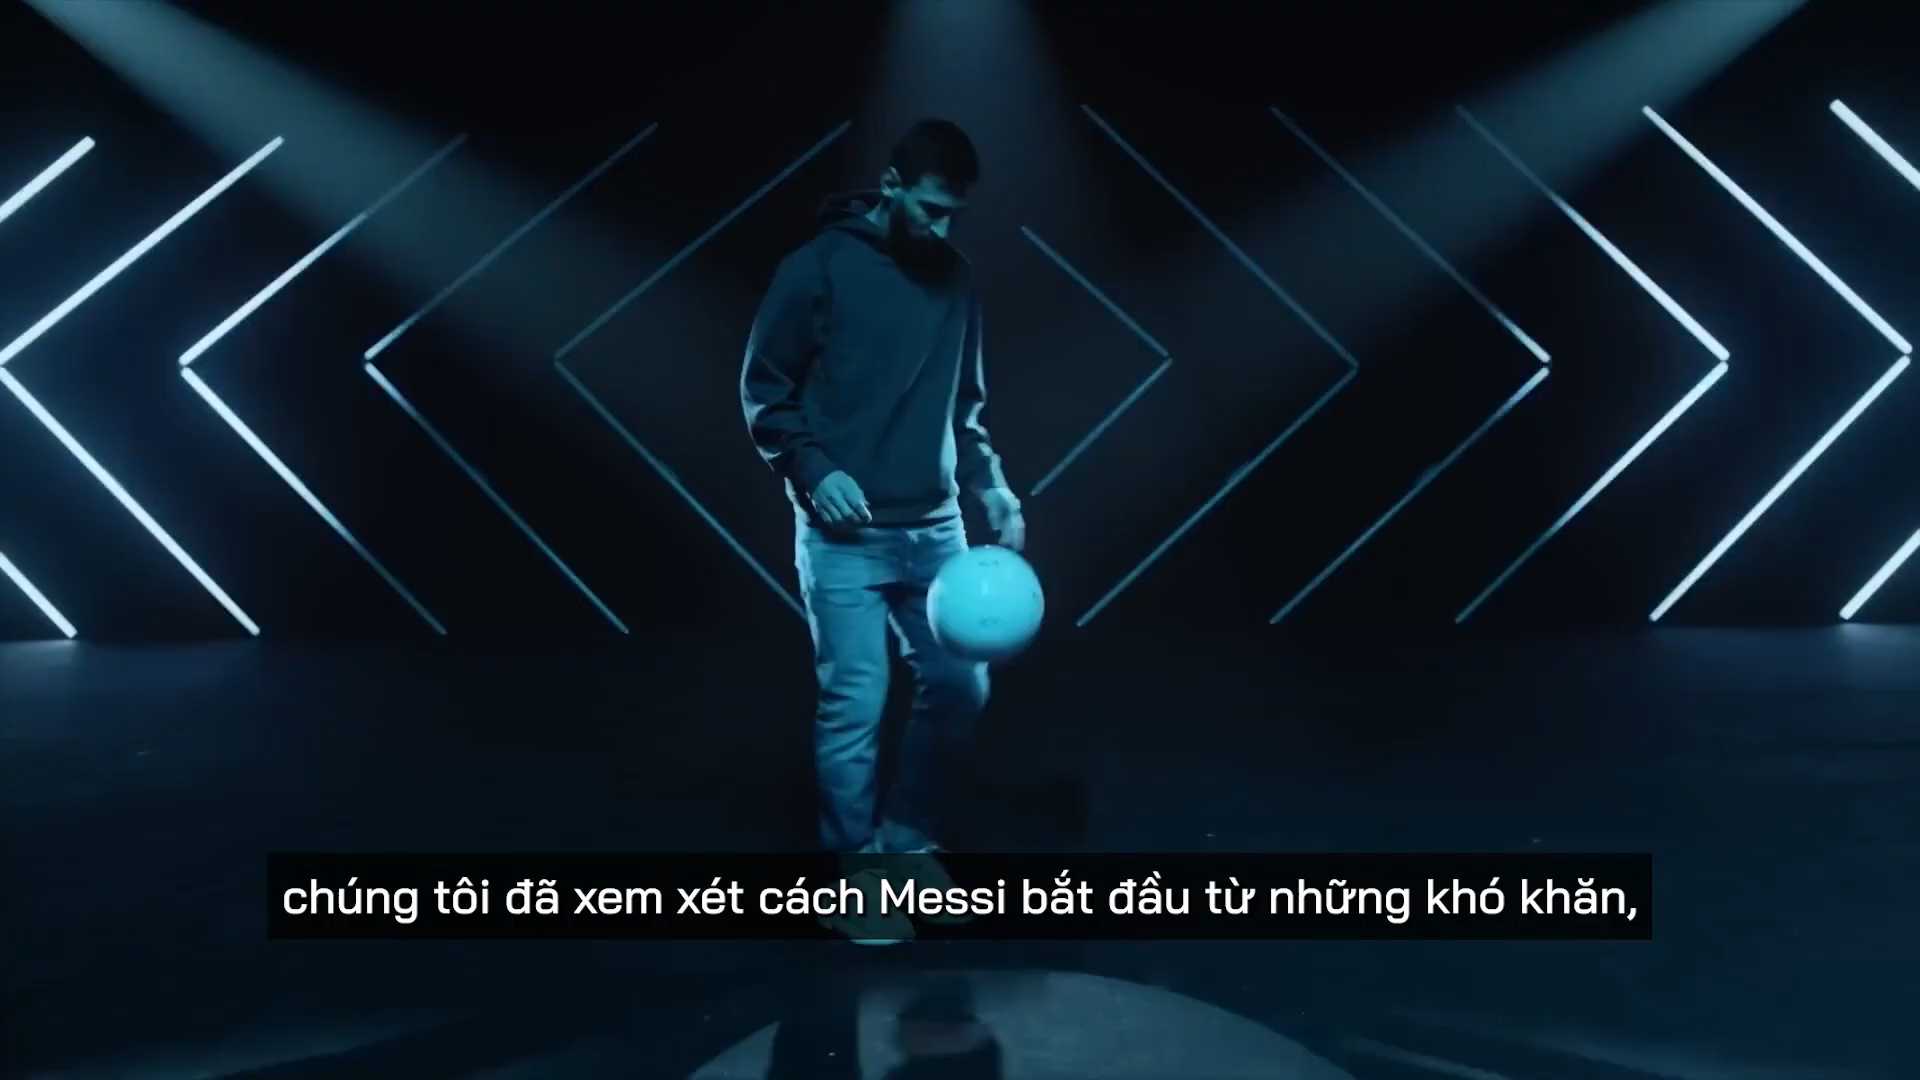 chúng tôi đã xem xét cách Messi bắt đầu từ những khó khăn,